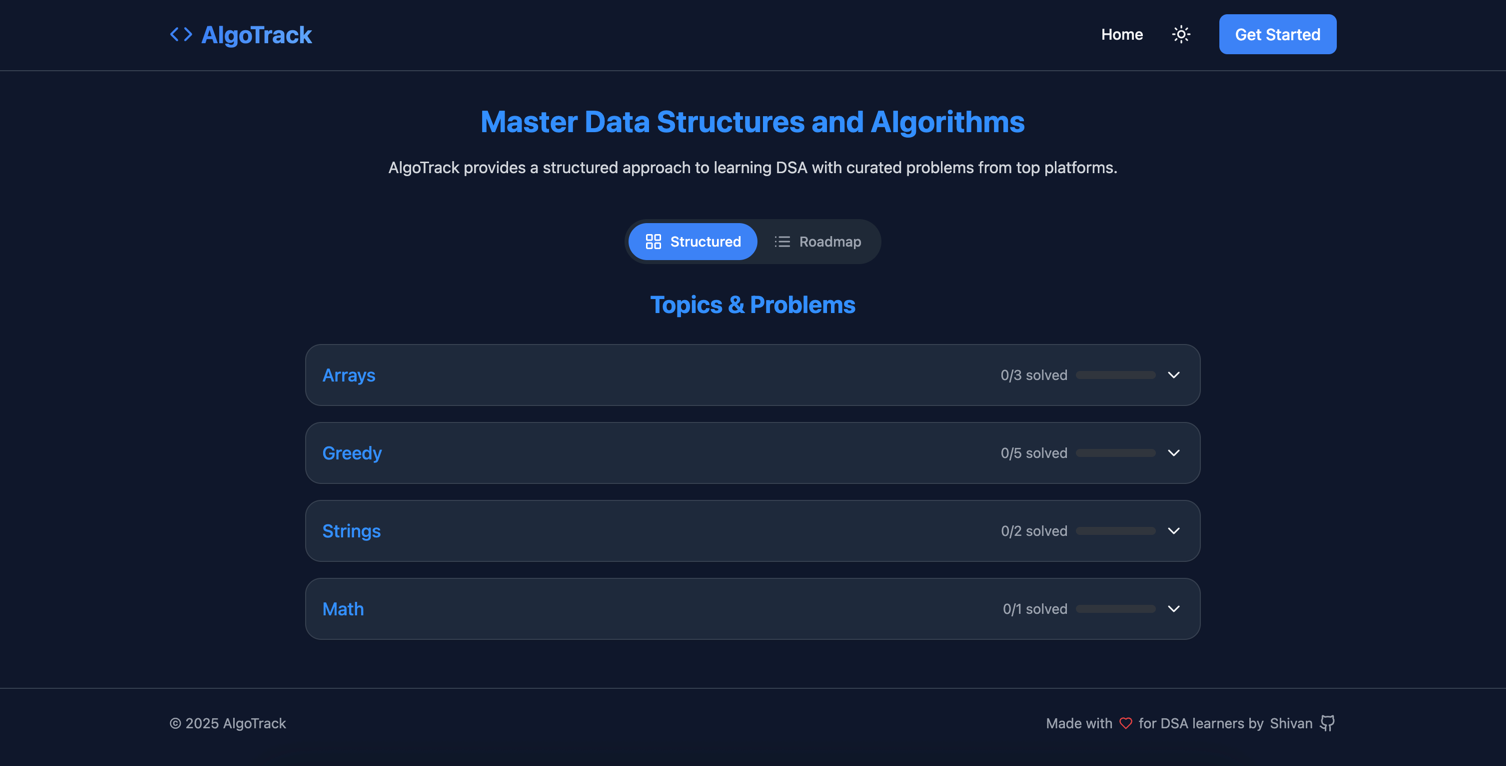 AlgoTrack
Home
Get Started
Master Data Structures and Algorithms
AlgoTrack provides a structured approach to learning DSA with curated problems from top platforms.
Structured
Roadmap
Topics & Problems
Arrays
0/3 solved
Greedy
0/5 solved
Strings
0/2 solved
Math
0/1 solved
© 2025 AlgoTrack
Made with for DSA learners by Shivan